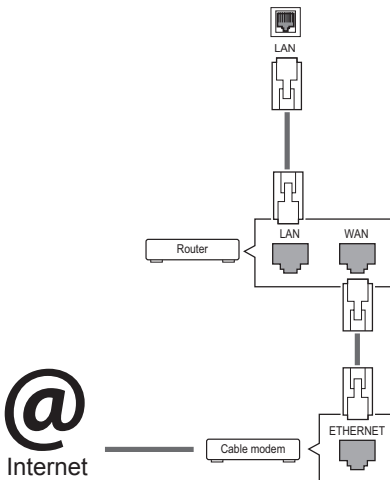 LAN
LAN WAN
Router
ETHERNET
@
Cable modem
Internet